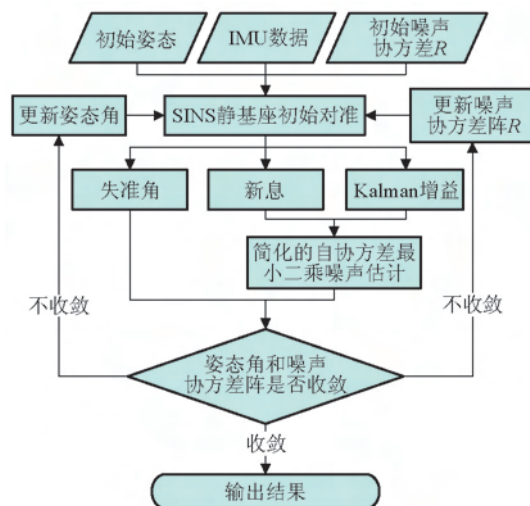 初始姿态
IMU数据
初始噪声
协方差R
更新姿态角
SINS静基座初始对准
更新噪声
协方差阵R
失准角
新息
Kalman增益
简化的自协方差最
小二乘噪声估计
不收敛
不收敛
姿态角和噪声
协方差阵是否收敛
收敛
输出结果